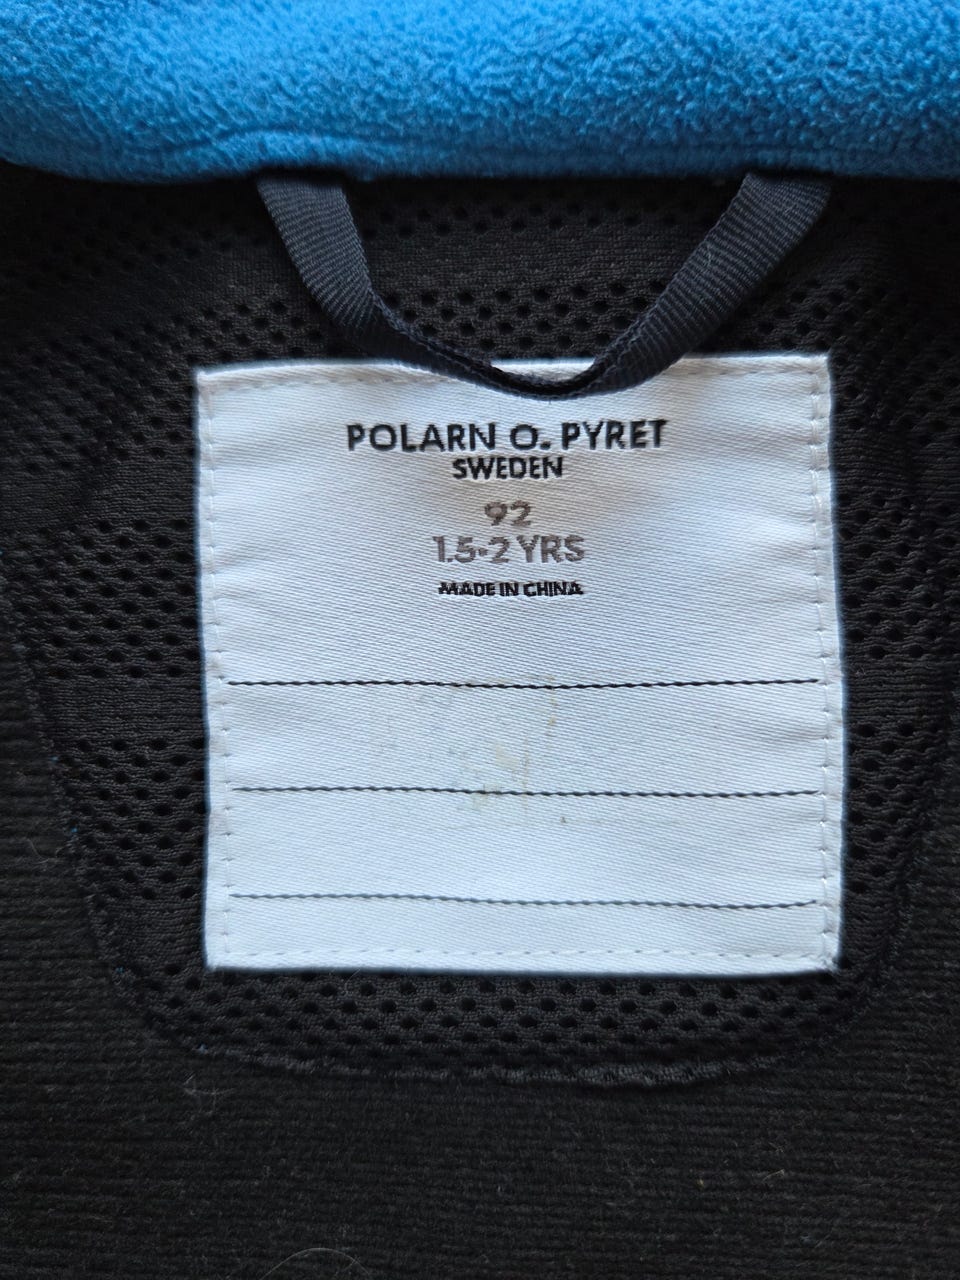 POLARN O. PYRET
SWEDEN
92
1.5-2 YRS
MADE IN CHINA